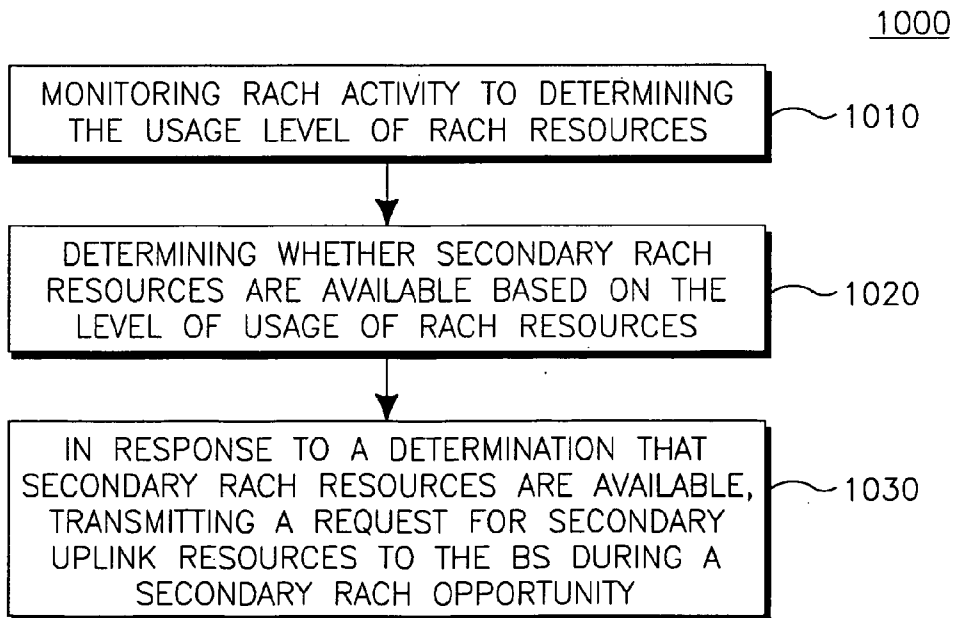 1000
MONITORING RACH ACTIVITY TO DETERMINING
THE USAGE LEVEL OF RACH RESOURCES
1010
DETERMINING WHETHER SECONDARY RACH
RESOURCES ARE AVAILABLE BASED ON THE
LEVEL OF USAGE OF RACH RESOURCES
1020
IN RESPONSE TO A DETERMINATION THAT
SECONDARY RACH RESOURCES ARE AVAILABLE,
TRANSMITTING A REQUEST FOR SECONDARY
UPLINK RESOURCES TO THE BS DURING A
SECONDARY RACH OPPORTUNITY
1030